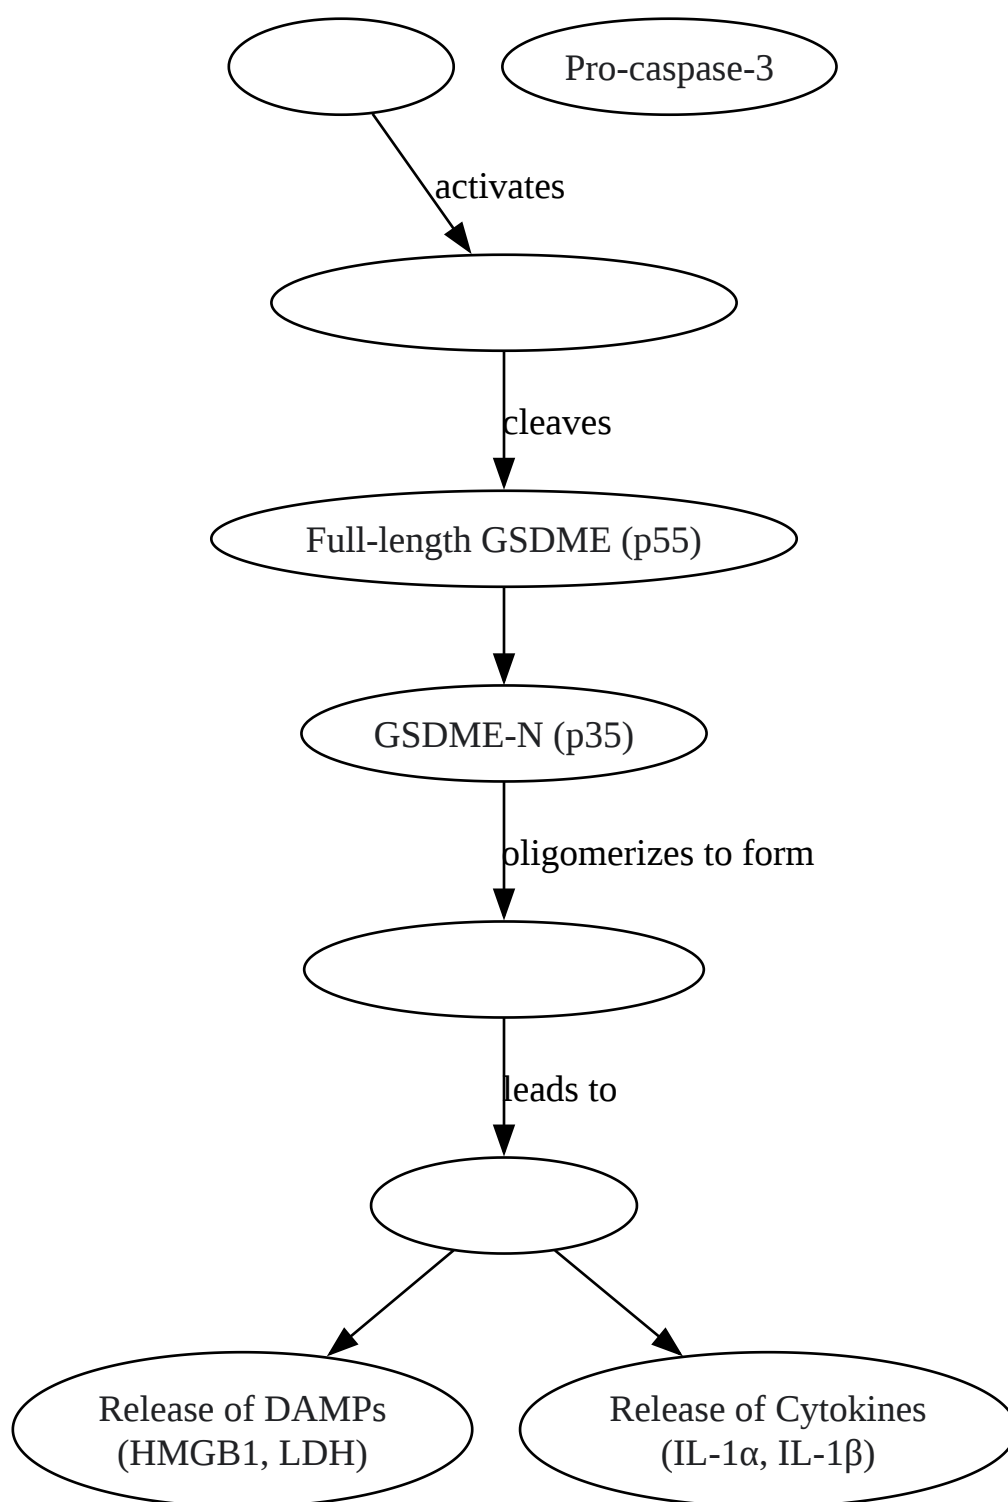 Pro-caspase-3
activates
cleaves
Full-length GSDME (p55)
GSDME-N (p35)
oligomerizes to form
leads to
Release of DAMPs
(HMGB1, LDH)
Release of Cytokines
(IL-1α, IL-1β)